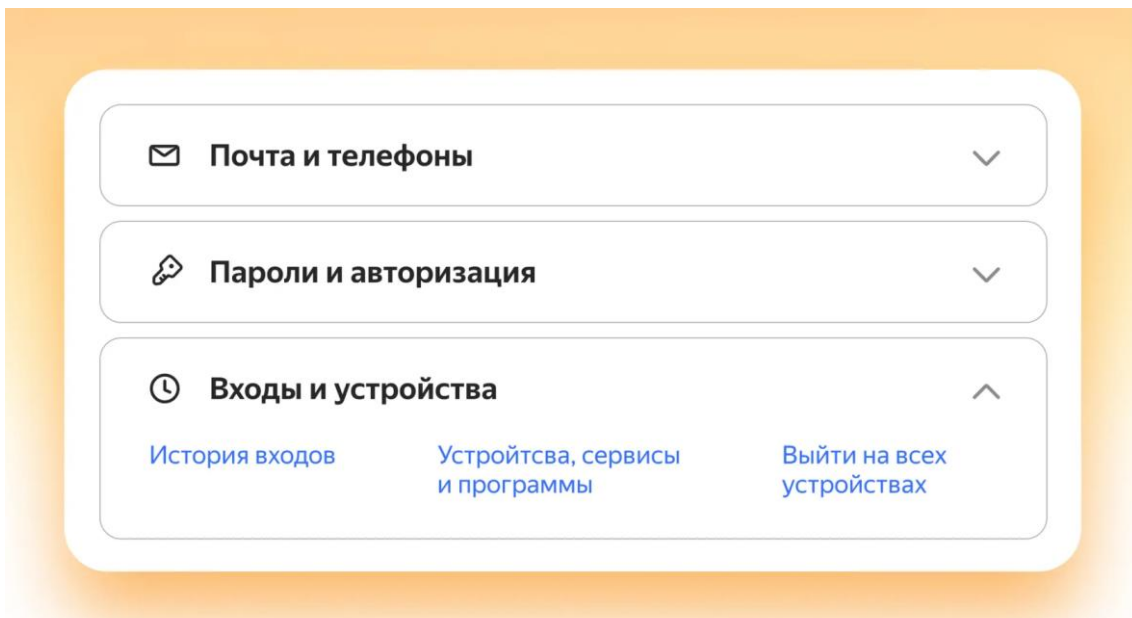 Почта и телефоны
Пароли и авторизация
Входы и устройства
История входов
Устройтсва, сервисы
и программы
Выйти на всех
устройствах